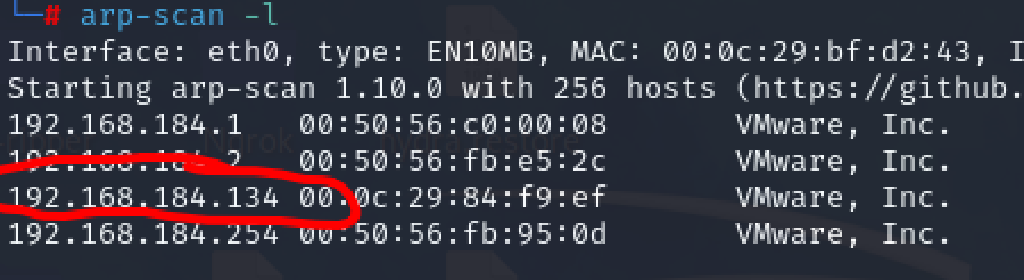 └─# arp-scan -l
Interface: eth0, type: EN10MB, MAC: 00:0c:29:bf:d2:43, I
Starting arp-scan 1.10.0 with 256 hosts (https://github.
192.168.184.1 00:50:56:c0:00:08 VMware, Inc.
192.168.184.2 00:50:56:fb:e5:2c VMware, Inc.
192.168.184.134 00:0c:29:84:f9:ef VMware, Inc.
192.168.184.254 00:50:56:fb:95:0d VMware, Inc.